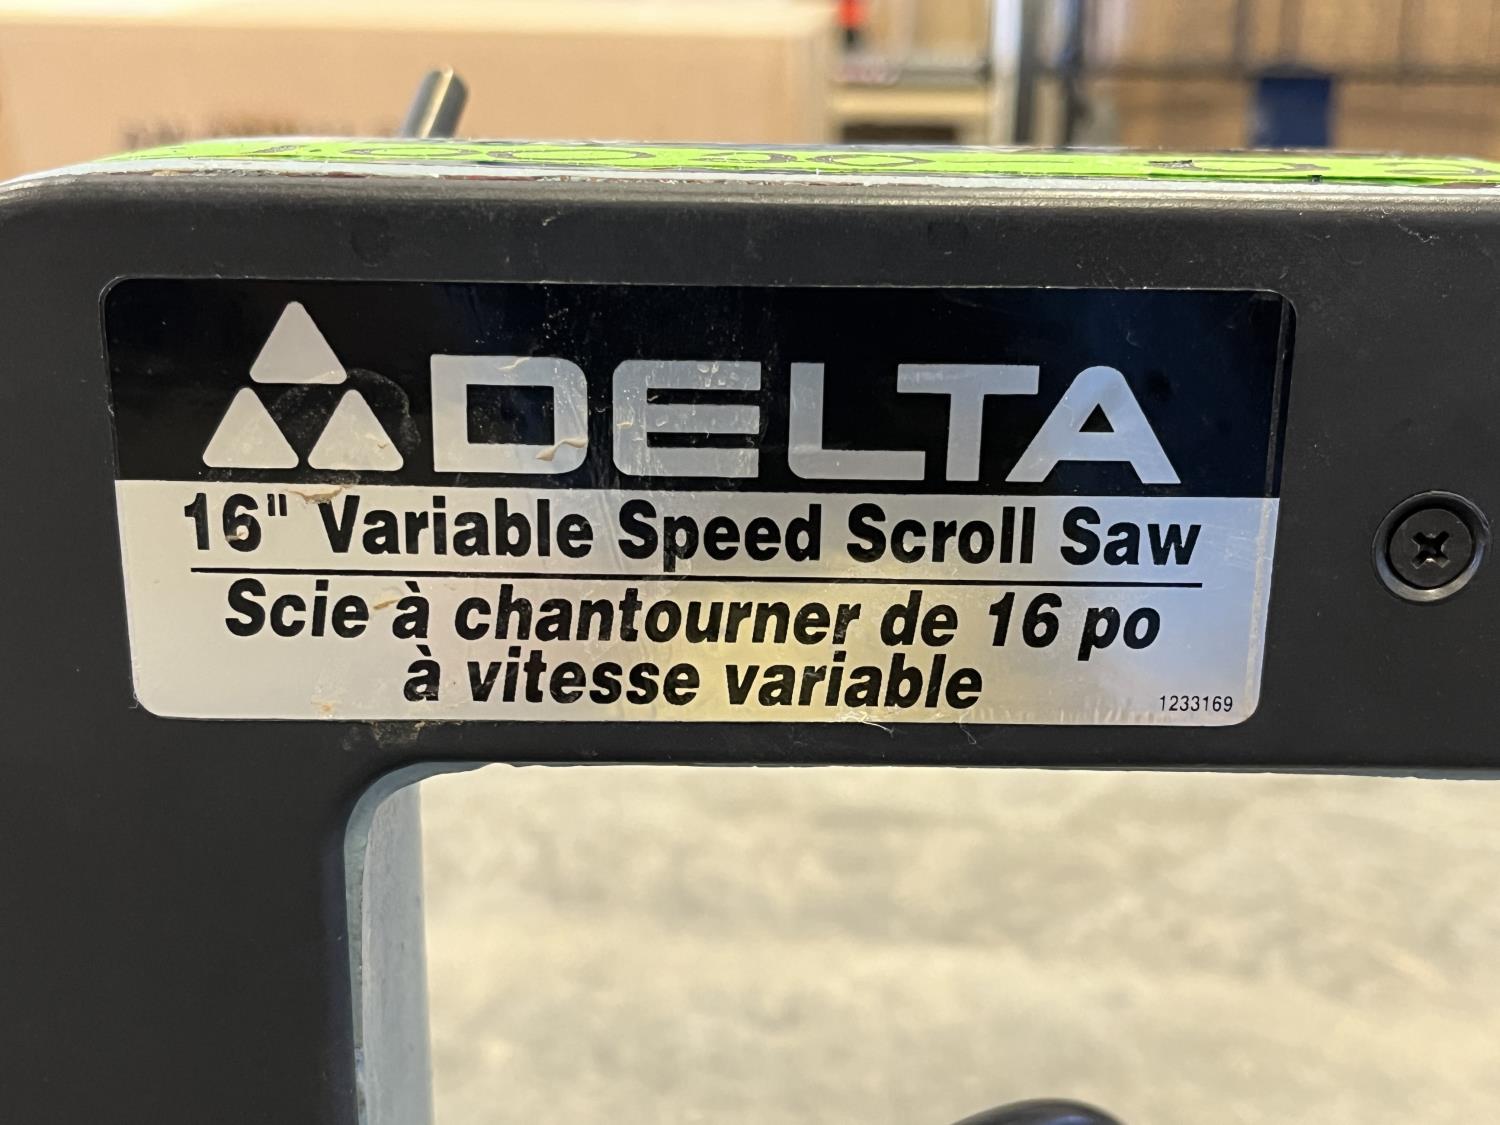 DELTA
16" Variable Speed Scroll Saw
Scie à chantourner de 16 po
à vitesse variable
1233169